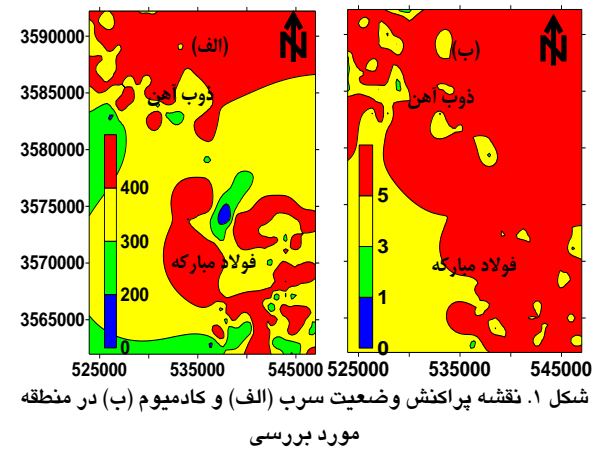 3590000
3585000
3580000
3575000
3570000
3565000
(الف)
N
ذوب آهن
400
300
200
0
فولاد مبارکه
525000 535000 545000
(ب)
N
ذوب آهن
5
3
1
0
فولاد مبارکه
525000 535000 545000
شکل ۱. نقشه پراکنش وضعیت سرب (الف) و کادمیوم (ب) در منطقه
مورد بررسی